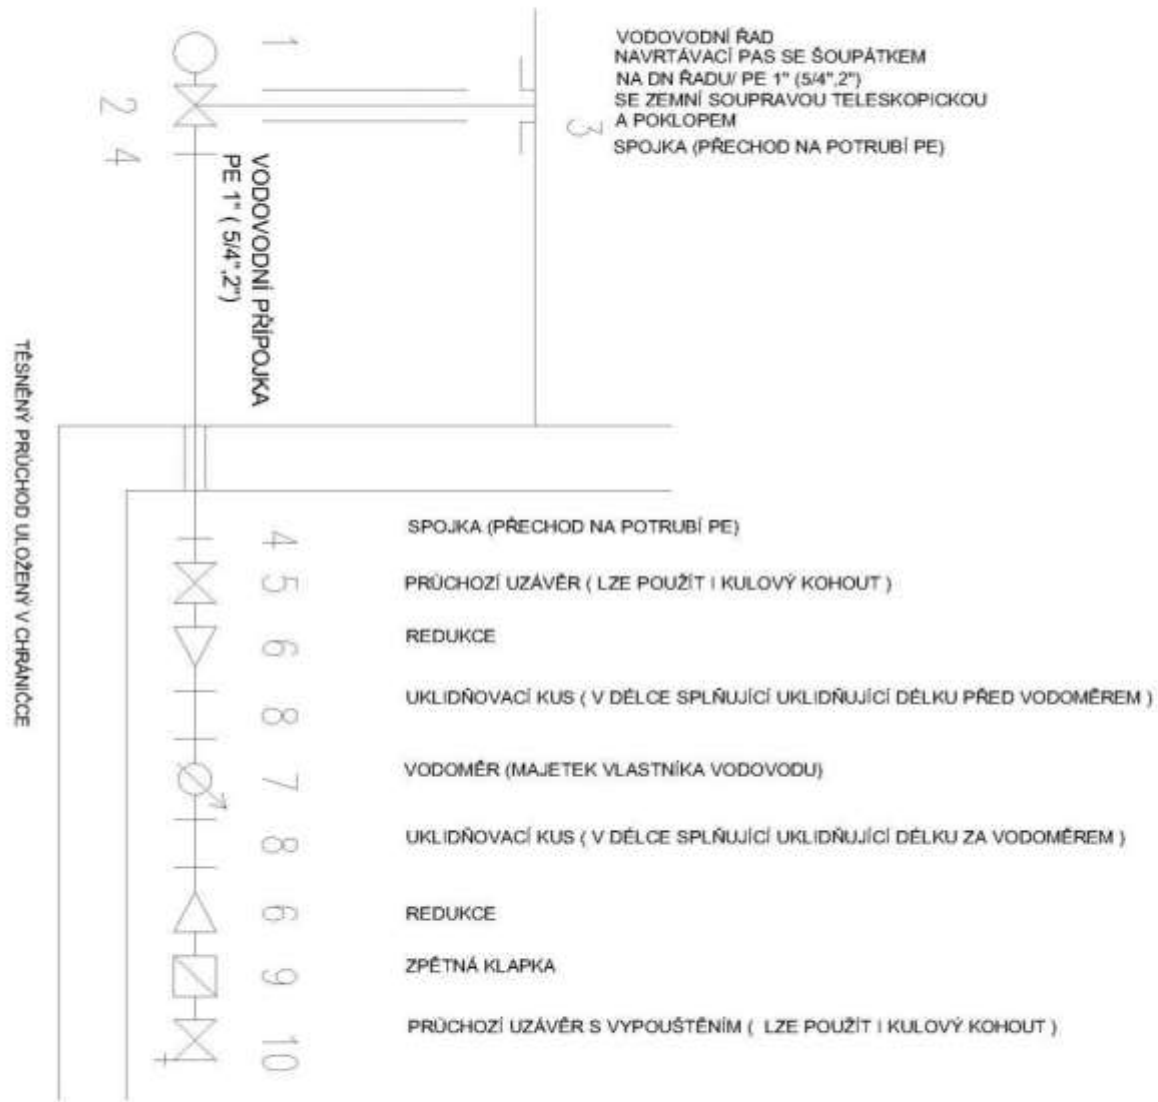 1
VODOVODNÍ ŘAD
NAVRTÁVACÍ PAS SE ŠOUPÁTKEM
NA DN ŘADU/ PE 1" (5/4",2")
SE ZEMNÍ SOUPRAVOU TELESKOPICKOU
A POKLOPEM
2
3
4
SPOJKA (PŘECHOD NA POTRUBÍ PE)
VODOVODNÍ PŘÍPOJKA
PE 1" ( 5/4",2")
TĚSNĚNÝ PRŮCHOD ULOŽENÝ V CHRÁNIČCE
4
SPOJKA (PŘECHOD NA POTRUBÍ PE)
5
PRŮCHOZÍ UZÁVĚR ( LZE POUŽÍT I KULOVÝ KOHOUT )
6
REDUKCE
8
UKLIDŇOVACÍ KUS ( V DÉLCE SPLŇUJÍCÍ UKLIDŇUJÍCÍ DÉLKU PŘED VODOMĚREM )
7
VODOMĚR (MAJETEK VLASTNÍKA VODOVODU)
8
UKLIDŇOVACÍ KUS ( V DÉLCE SPLŇUJÍCÍ UKLIDŇUJÍCÍ DÉLKU ZA VODOMĚREM )
6
REDUKCE
9
ZPĚTNÁ KLAPKA
10
PRŮCHOZÍ UZÁVĚR S VYPOUŠTĚNÍM ( LZE POUŽÍT I KULOVÝ KOHOUT )